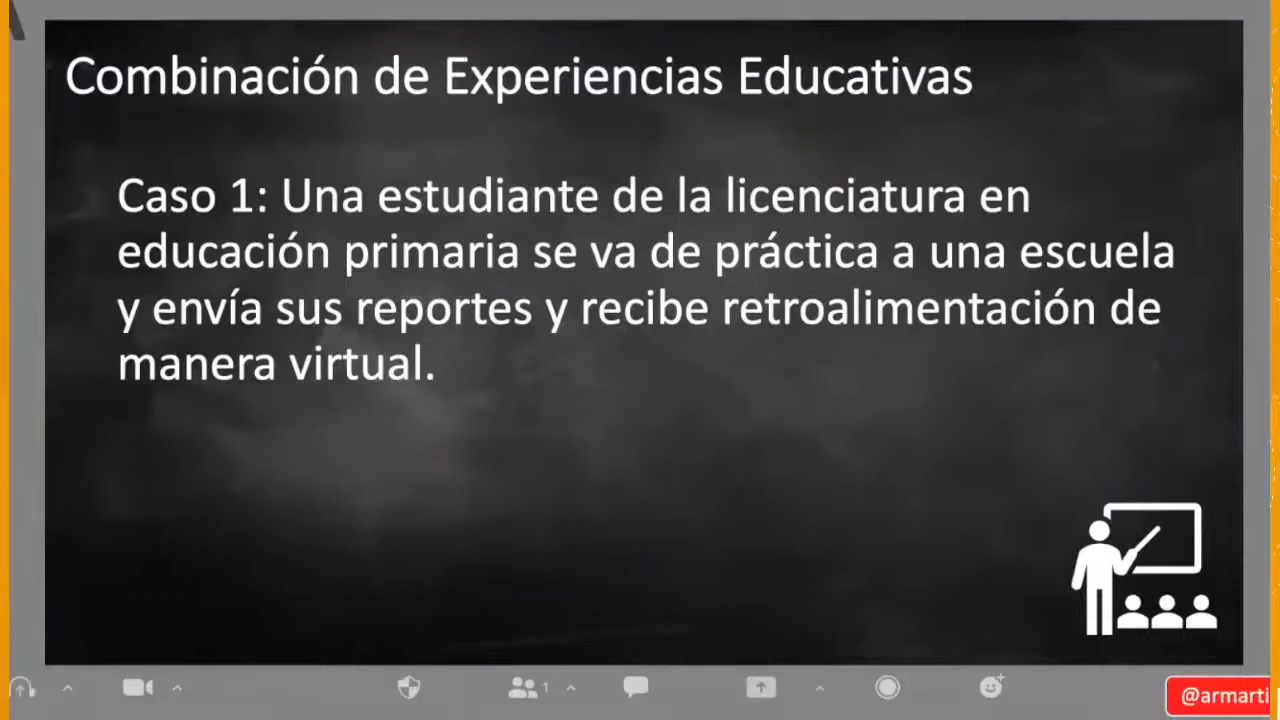 Combinación de Experiencias Educativas
Caso 1: Una estudiante de la licenciatura en
educación primaria se va de práctica a una escuela
y envía sus reportes y recibe retroalimentación de
manera virtual.
1
@armarti